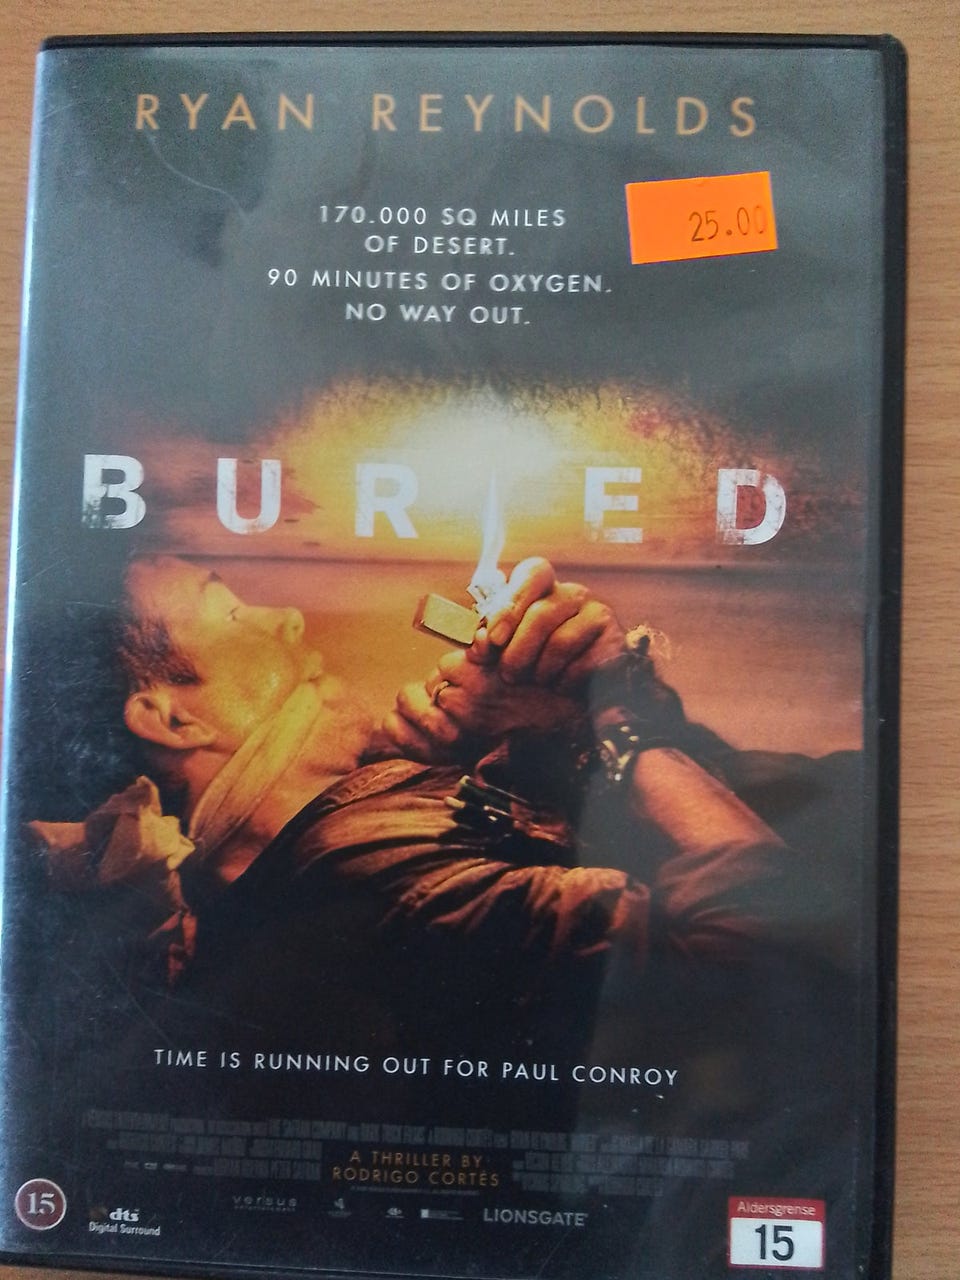 RYAN REYNOLDS
25.00
170.000 SQ MILES
OF DESERT.
90 MINUTES OF OXYGEN.
NO WAY OUT.
BURIED
TIME IS RUNNING OUT FOR PAUL CONROY
A THRILLER BY
RODRIGO CORTÉS
15
dts
Digital Surround
versus
entertainment
LIONSGATE
Aldersgrense
15